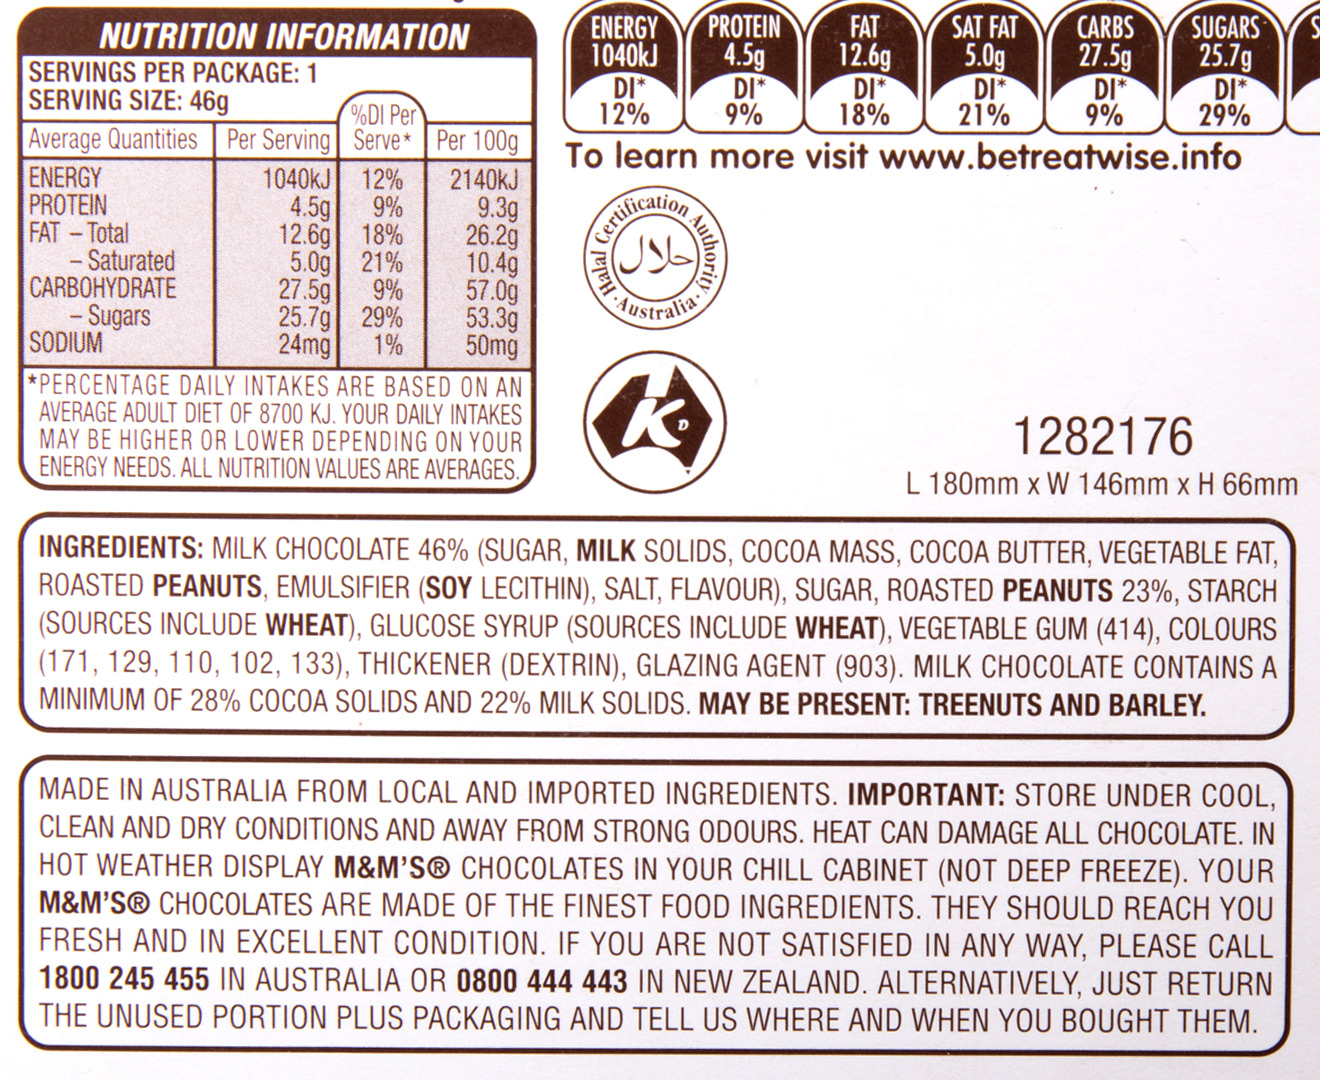 NUTRITION INFORMATION
SERVINGS PER PACKAGE: 1
SERVING SIZE: 46g
Average Quantities Per Serving %DI Per Serve* Per 100g
ENERGY 1040kJ 12% 2140kJ
PROTEIN 4.5g 9% 9.3g
FAT – Total 12.6g 18% 26.2g
– Saturated 5.0g 21% 10.4g
CARBOHYDRATE 27.5g 9% 57.0g
– Sugars 25.7g 29% 53.3g
SODIUM 24mg 1% 50mg
*PERCENTAGE DAILY INTAKES ARE BASED ON AN
AVERAGE ADULT DIET OF 8700 KJ. YOUR DAILY INTAKES
MAY BE HIGHER OR LOWER DEPENDING ON YOUR
ENERGY NEEDS. ALL NUTRITION VALUES ARE AVERAGES.
ENERGY PROTEIN FAT SAT FAT CARBS SUGARS S
1040kJ 4.5g 12.6g 5.0g 27.5g 25.7g
DI* DI* DI* DI* DI* DI*
12% 9% 18% 21% 9% 29%
To learn more visit www.betreatwise.info
Halal Certification Authority
حلال
· Australia ·
K D
1282176
L 180mm x W 146mm x H 66mm
INGREDIENTS: MILK CHOCOLATE 46% (SUGAR, MILK SOLIDS, COCOA MASS, COCOA BUTTER, VEGETABLE FAT,
ROASTED PEANUTS, EMULSIFIER (SOY LECITHIN), SALT, FLAVOUR), SUGAR, ROASTED PEANUTS 23%, STARCH
(SOURCES INCLUDE WHEAT), GLUCOSE SYRUP (SOURCES INCLUDE WHEAT), VEGETABLE GUM (414), COLOURS
(171, 129, 110, 102, 133), THICKENER (DEXTRIN), GLAZING AGENT (903). MILK CHOCOLATE CONTAINS A
MINIMUM OF 28% COCOA SOLIDS AND 22% MILK SOLIDS. MAY BE PRESENT: TREENUTS AND BARLEY.
MADE IN AUSTRALIA FROM LOCAL AND IMPORTED INGREDIENTS. IMPORTANT: STORE UNDER COOL,
CLEAN AND DRY CONDITIONS AND AWAY FROM STRONG ODOURS. HEAT CAN DAMAGE ALL CHOCOLATE. IN
HOT WEATHER DISPLAY M&M'S® CHOCOLATES IN YOUR CHILL CABINET (NOT DEEP FREEZE). YOUR
M&M'S® CHOCOLATES ARE MADE OF THE FINEST FOOD INGREDIENTS. THEY SHOULD REACH YOU
FRESH AND IN EXCELLENT CONDITION. IF YOU ARE NOT SATISFIED IN ANY WAY, PLEASE CALL
1800 245 455 IN AUSTRALIA OR 0800 444 443 IN NEW ZEALAND. ALTERNATIVELY, JUST RETURN
THE UNUSED PORTION PLUS PACKAGING AND TELL US WHERE AND WHEN YOU BOUGHT THEM.